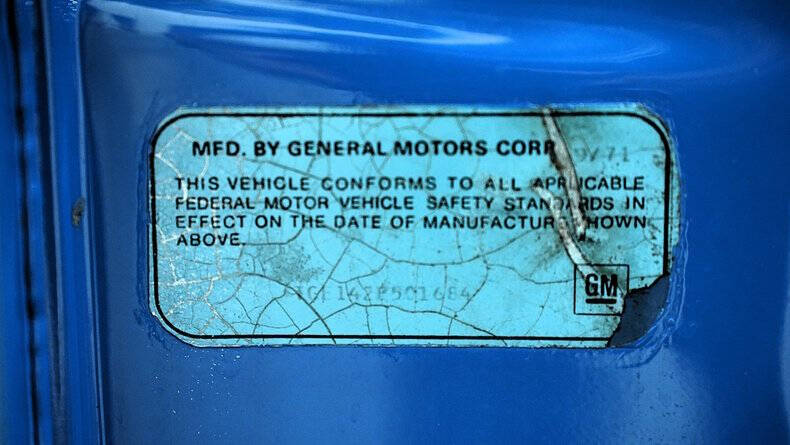 MFD. BY GENERAL MOTORS CORP
THIS VEHICLE CONFORMS TO ALL APPLICABLE
FEDERAL MOTOR VEHICLE SAFETY STANDARDS IN
EFFECT ON THE DATE OF MANUFACTURE SHOWN
ABOVE.
GM